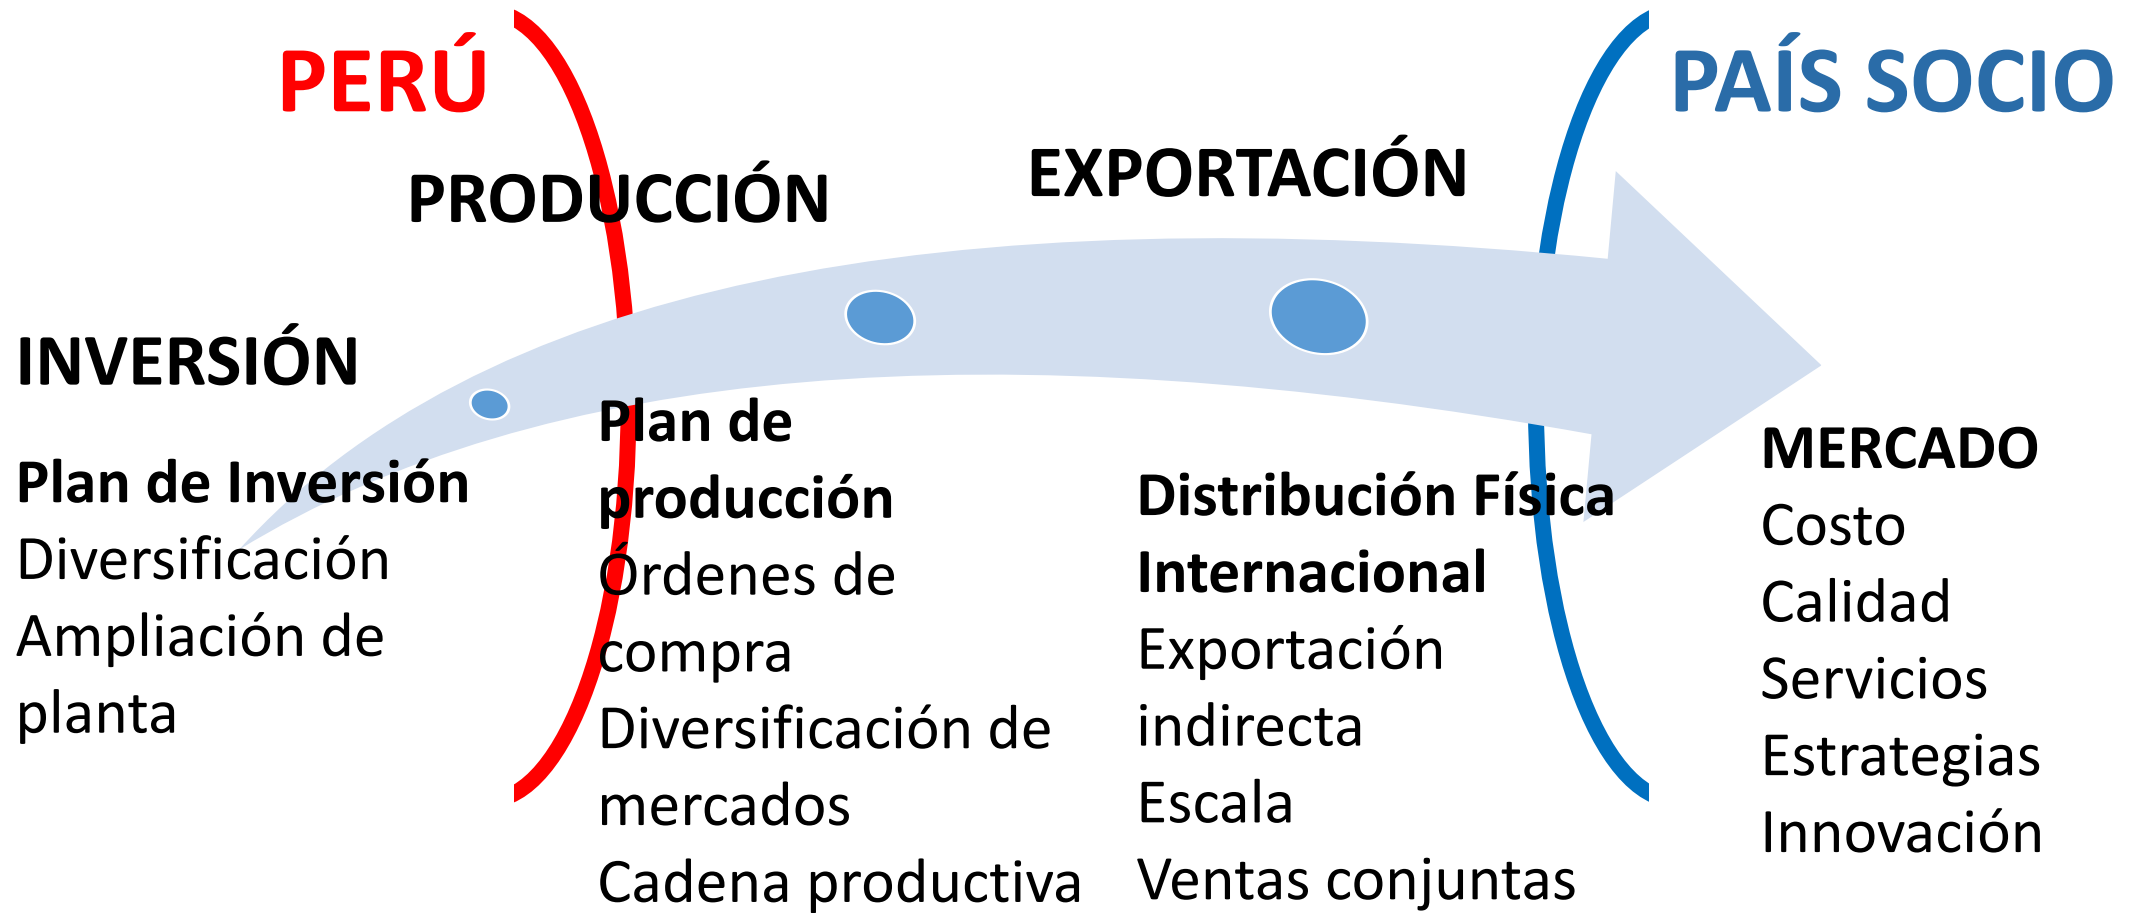 PERÚ
PAÍS SOCIO
PRODUCCIÓN
EXPORTACIÓN
INVERSIÓN
Plan de Inversión
Diversificación
Ampliación de
planta
Plan de
producción
Órdenes de
compra
Diversificación de
mercados
Cadena productiva
Distribución Física
Internacional
Exportación
indirecta
Escala
Ventas conjuntas
MERCADO
Costo
Calidad
Servicios
Estrategias
Innovación